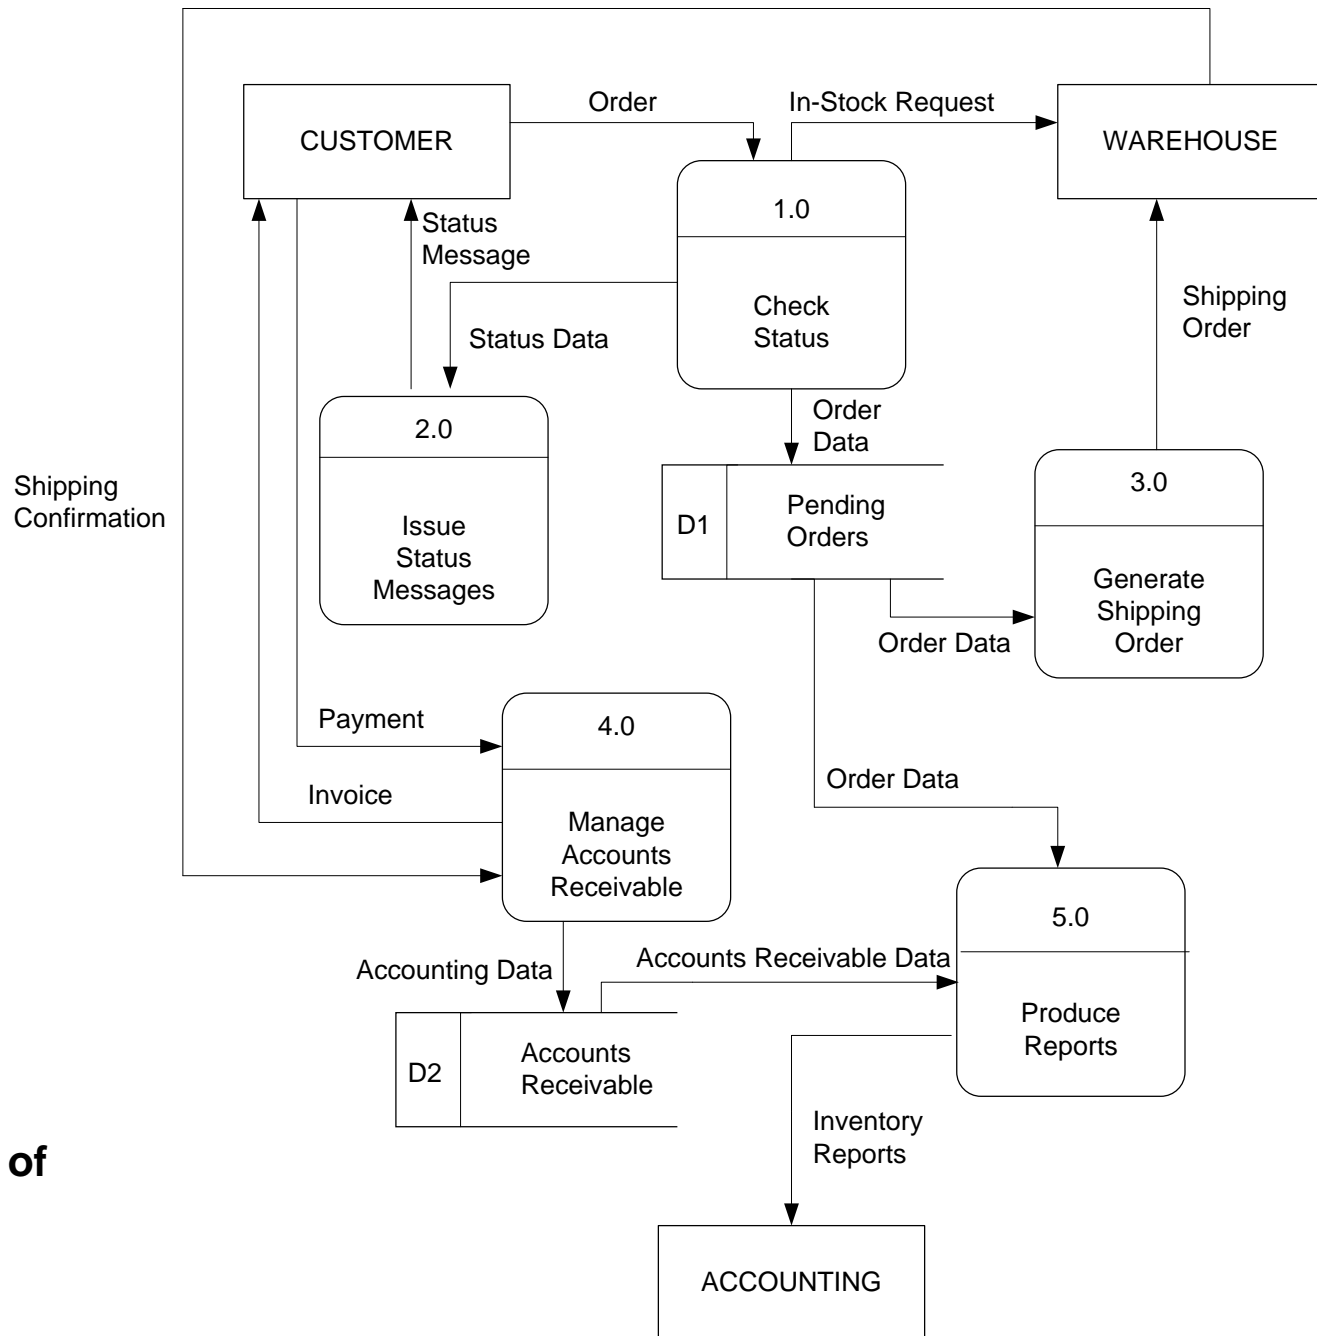 Order
In-Stock Request
CUSTOMER
WAREHOUSE
Status
Message
1.0
Check
Status
Shipping
Order
Status Data
Order
Data
2.0
Issue
Status
Messages
Shipping
Confirmation
D1
Pending
Orders
3.0
Generate
Shipping
Order
Order Data
Payment
4.0
Manage
Accounts
Receivable
Invoice
Order Data
5.0
Produce
Reports
Accounting Data
Accounts Receivable Data
D2
Accounts
Receivable
Inventory
Reports
of
ACCOUNTING